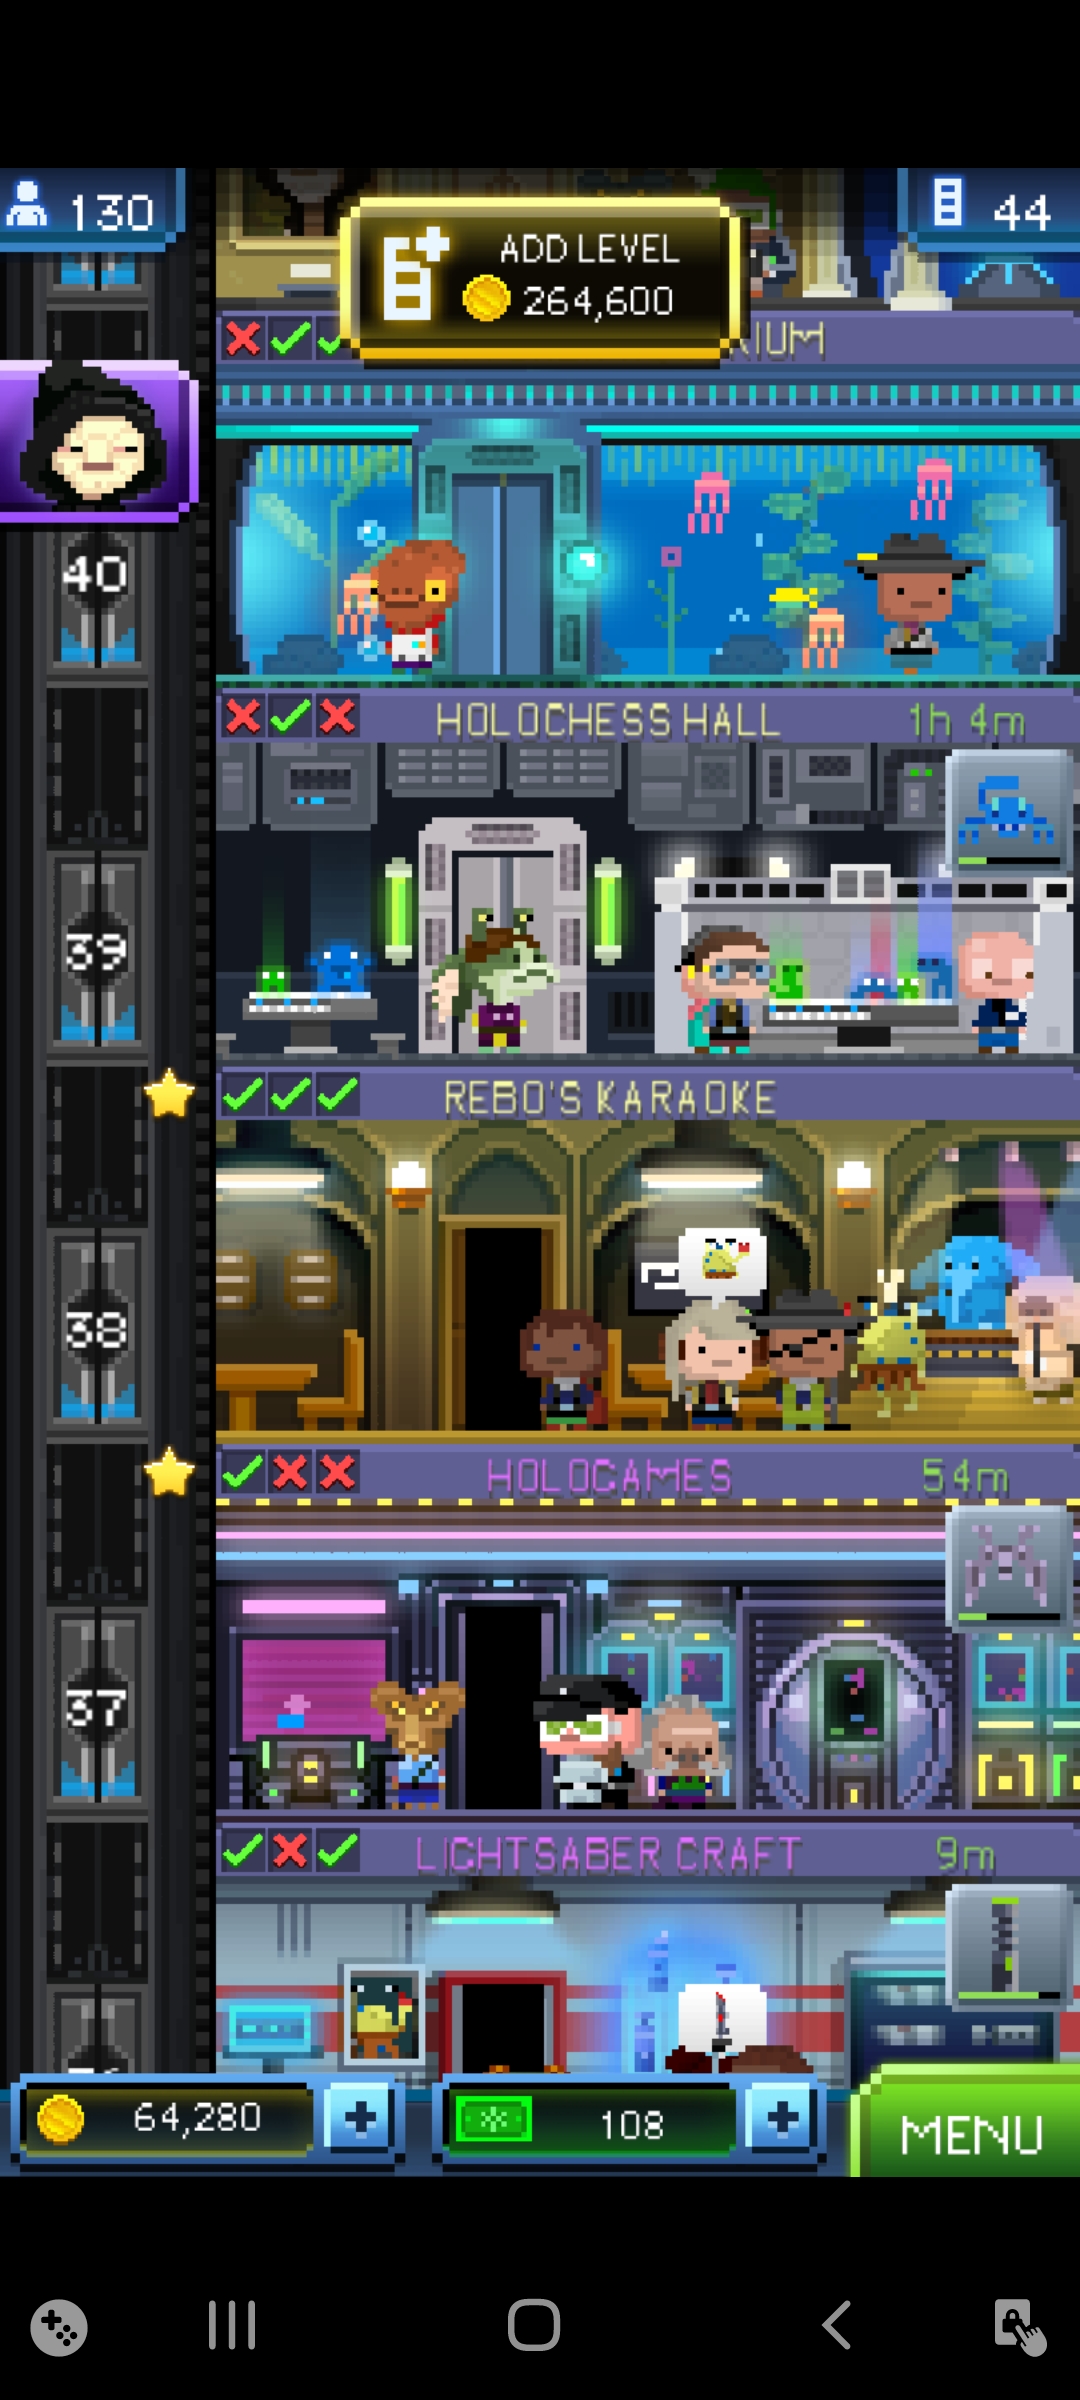 130
ADD LEVEL
264,600
44
RIUM
40
HOLOCHESS HALL
1h 4m
39
REBO'S KARAOKE
38
HOLOGAMES
54m
37
LIGHTSABER CRAFT
9m
64,280
108
MENU